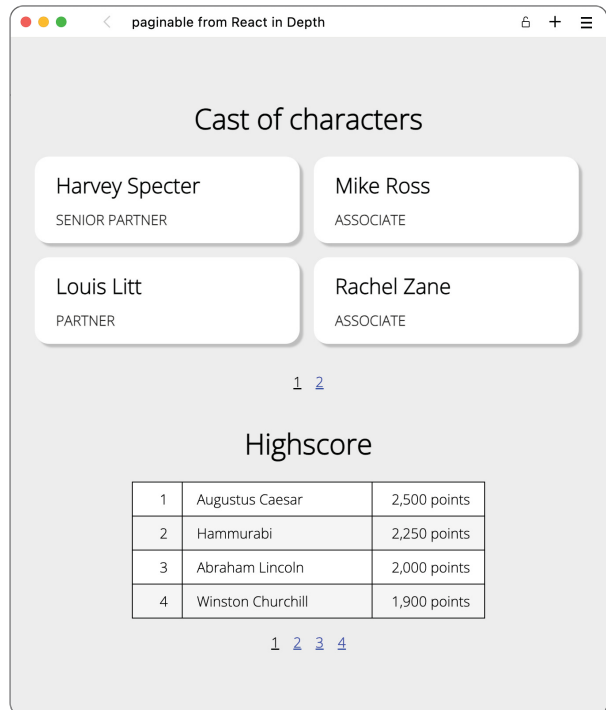 paginable from React in Depth
Cast of characters
Harvey Specter
SENIOR PARTNER
Mike Ross
ASSOCIATE
Louis Litt
PARTNER
Rachel Zane
ASSOCIATE
1 2
Highscore
1 Augustus Caesar 2,500 points
2 Hammurabi 2,250 points
3 Abraham Lincoln 2,000 points
4 Winston Churchill 1,900 points
1 2 3 4